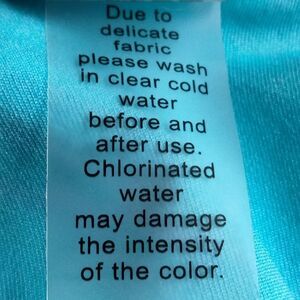 Due to
delicate
fabric
please wash
in clear cold
water
before and
after use.
Chlorinated
water
may damage
the intensity
of the color.